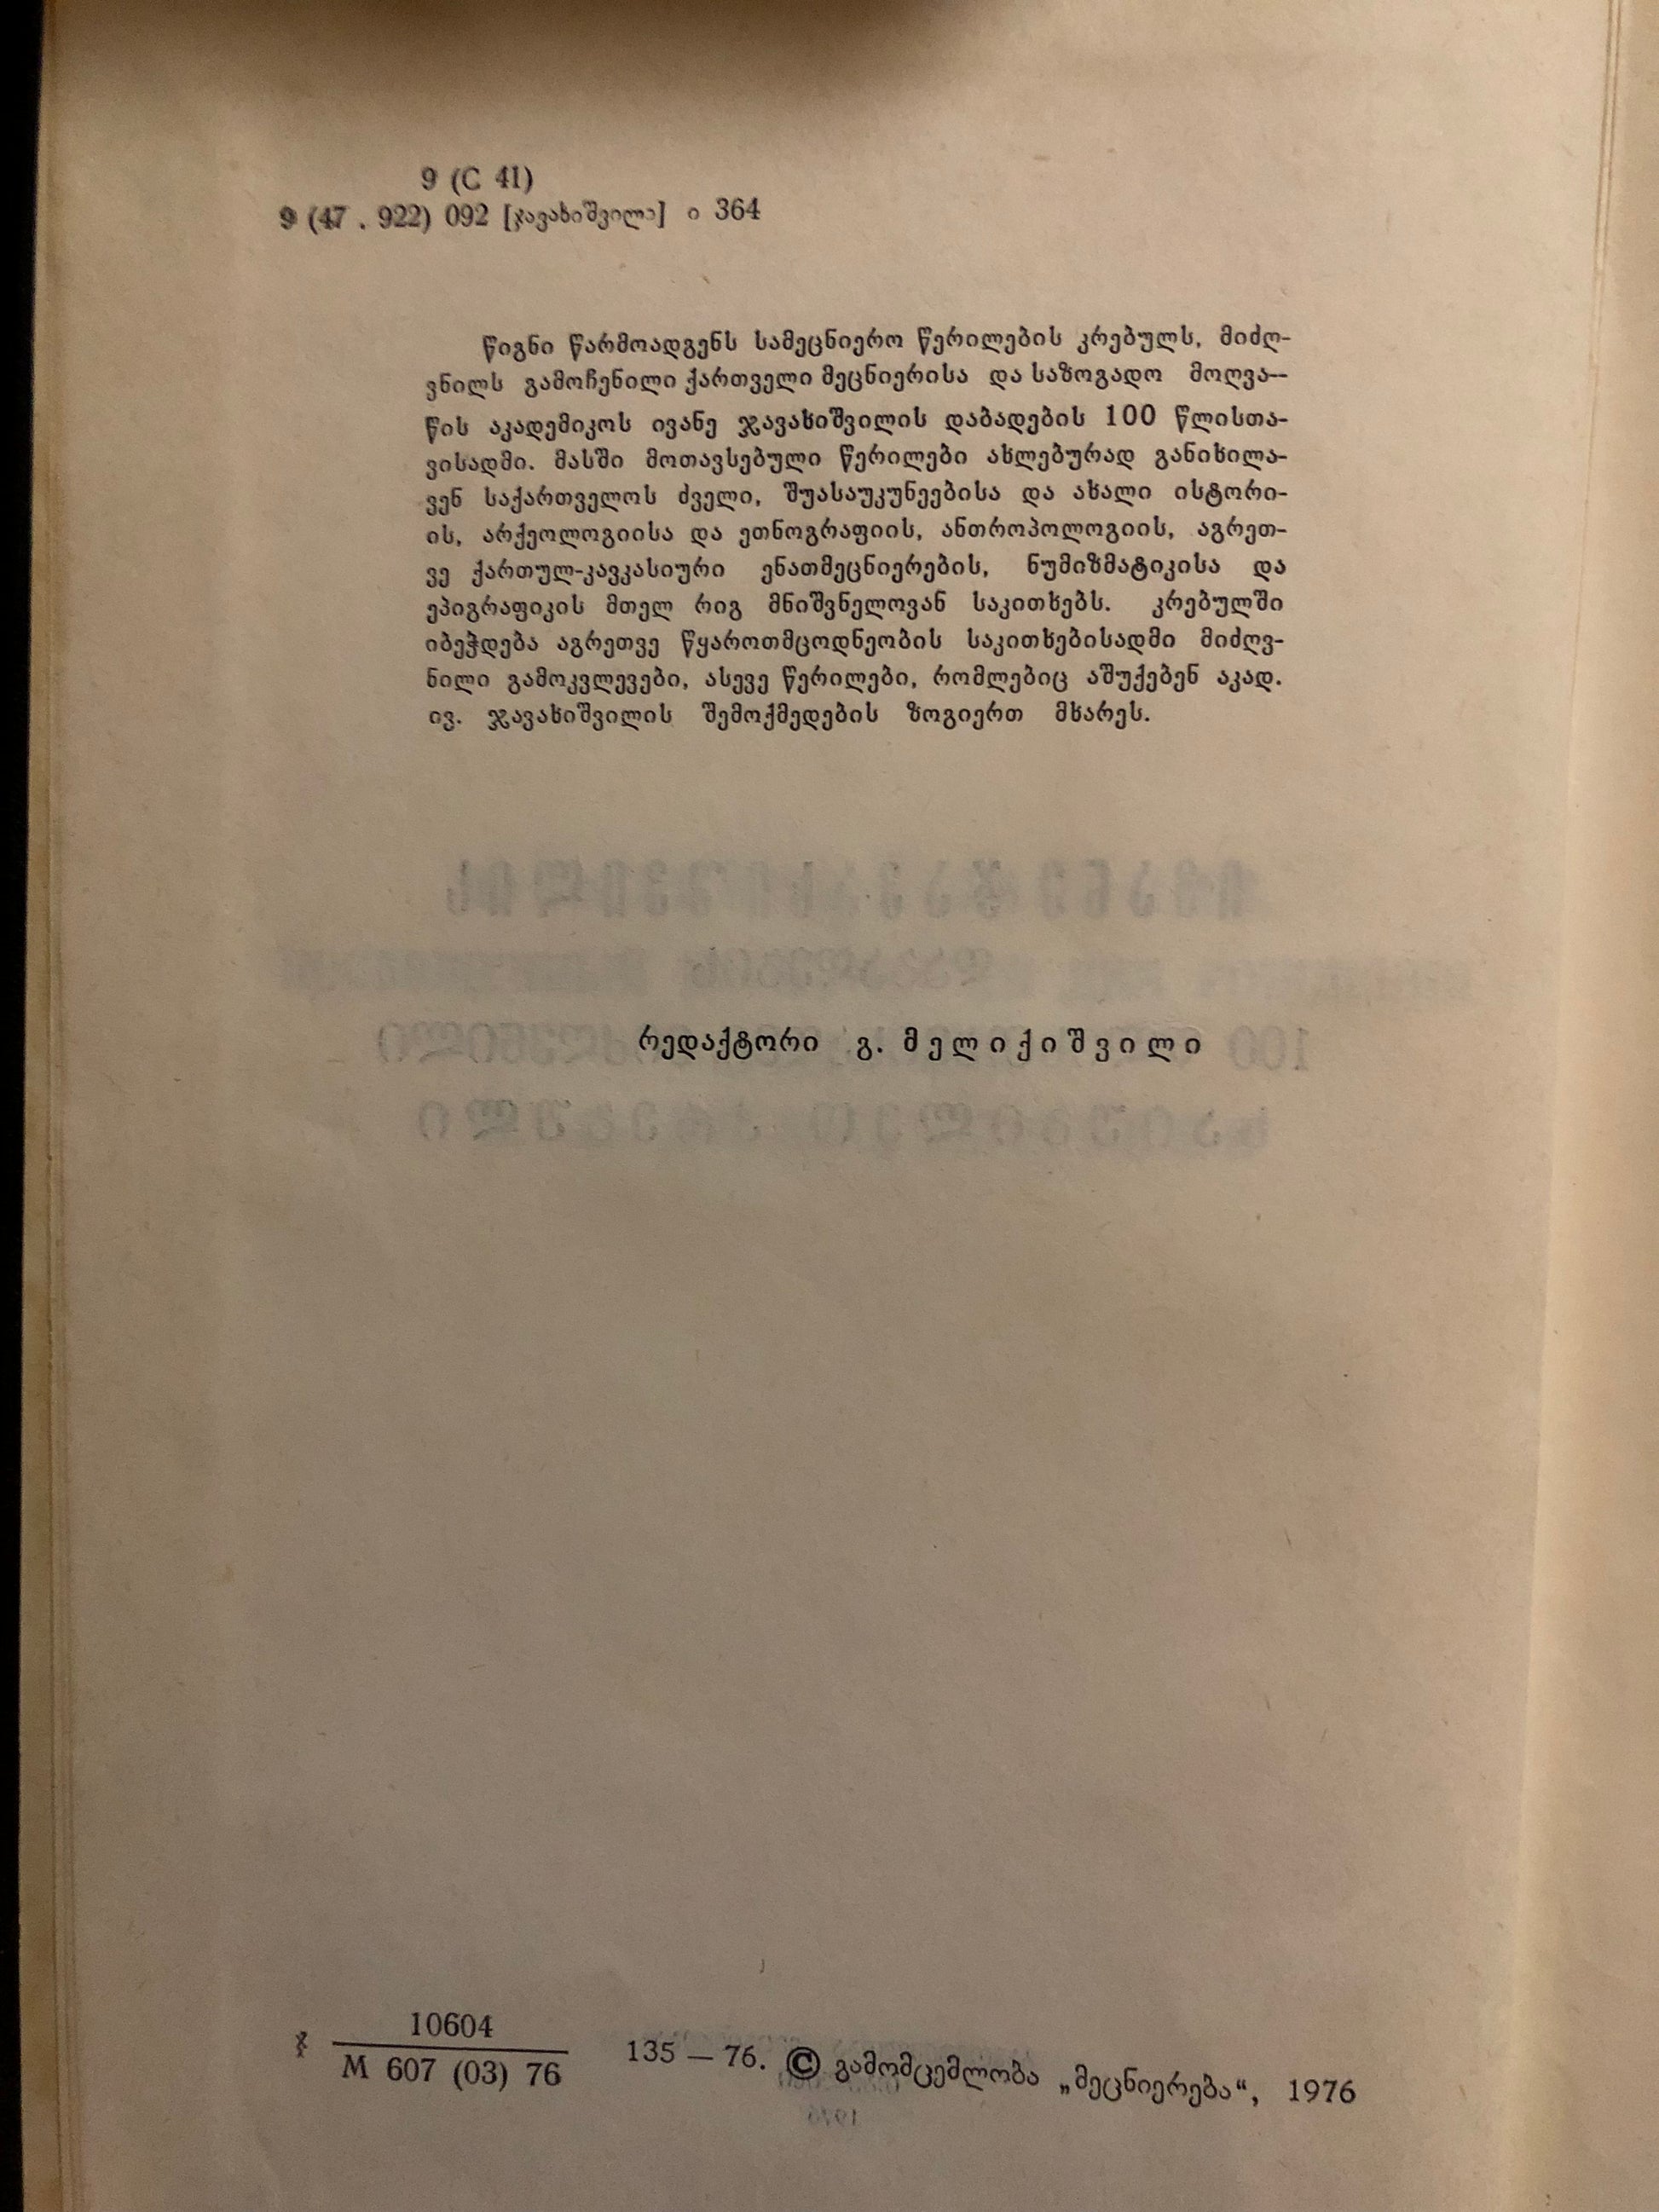 9 (C 41)
9 (47 . 922) 092 [ჯავახიშვილი] ი 364
წიგნი წარმოადგენს სამეცნიერო წერილების კრებულს, მიძღ-
ვნილს გამოჩენილი ქართველი მეცნიერისა და საზოგადო მოღვა-
წის აკადემიკოს ივანე ჯავახიშვილის დაბადების 100 წლისთა-
ვისადმი. მასში მოთავსებული წერილები ახლებურად განიხილა-
ვენ საქართველოს ძველი, შუასაუკუნეებისა და ახალი ისტორი-
ის, არქეოლოგიისა და ეთნოგრაფიის, ანთროპოლოგიის, აგრეთ-
ვე ქართულ-კავკასიური ენათმეცნიერების, ნუმიზმატიკისა და
ეპიგრაფიკის მთელ რიგ მნიშვნელოვან საკითხებს. კრებულში
იბეჭდება აგრეთვე წყაროთმცოდნეობის საკითხებისადმი მიძღვ-
ნილი გამოკვლევები, ასევე წერილები, რომლებიც აშუქებენ აკად.
ივ. ჯავახიშვილის შემოქმედების ზოგიერთ მხარეს.
რედაქტორი გ. მელიქიშვილი
10604
M 607 (03) 76
135 — 76. © გამომცემლობა „მეცნიერება“, 1976